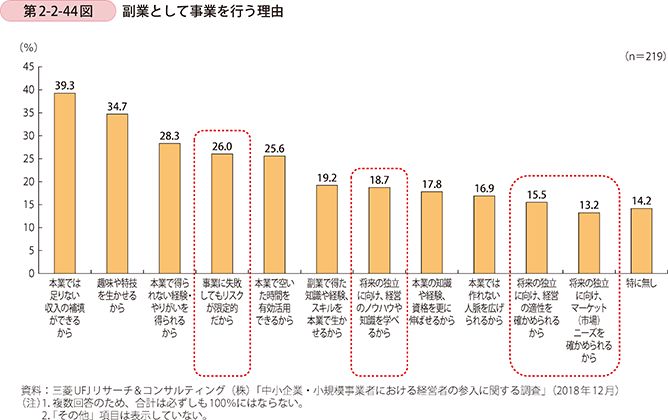 第2-2-44図 副業として事業を行う理由
(%)
(n=219)
45
40
35
30
25
20
15
10
5
0
39.3
34.7
28.3
26.0
25.6
19.2
18.7
17.8
16.9
15.5
13.2
14.2
本業では
足りない
収入の補填
ができる
から
趣味や特技
を生かせる
から
本業で得ら
れない経験・
やりがいを
得られる
から
事業に失敗
してもリスク
が限定的
だから
本業で空い
た時間を
有効活用
できるから
副業で得た
知識や経験、
スキルを
本業で生か
せるから
将来の独立
に向け、経営
のノウハウや
知識を学べ
るから
本業の知識
や経験、
資格を更に
伸ばせるから
本業では
作れない
人脈を広げ
られるから
将来の独立
に向け、経営
の適性を
確かめられる
から
将来の独立
に向け、
マーケット
(市場)
ニーズを
確かめられる
から
特に無し
資料:三菱UFJリサーチ&コンサルティング(株)「中小企業・小規模事業者における経営者の参入に関する調査」(2018年12月)
(注)1.複数回答のため、合計は必ずしも100%にはならない。
2.「その他」項目は表示していない。